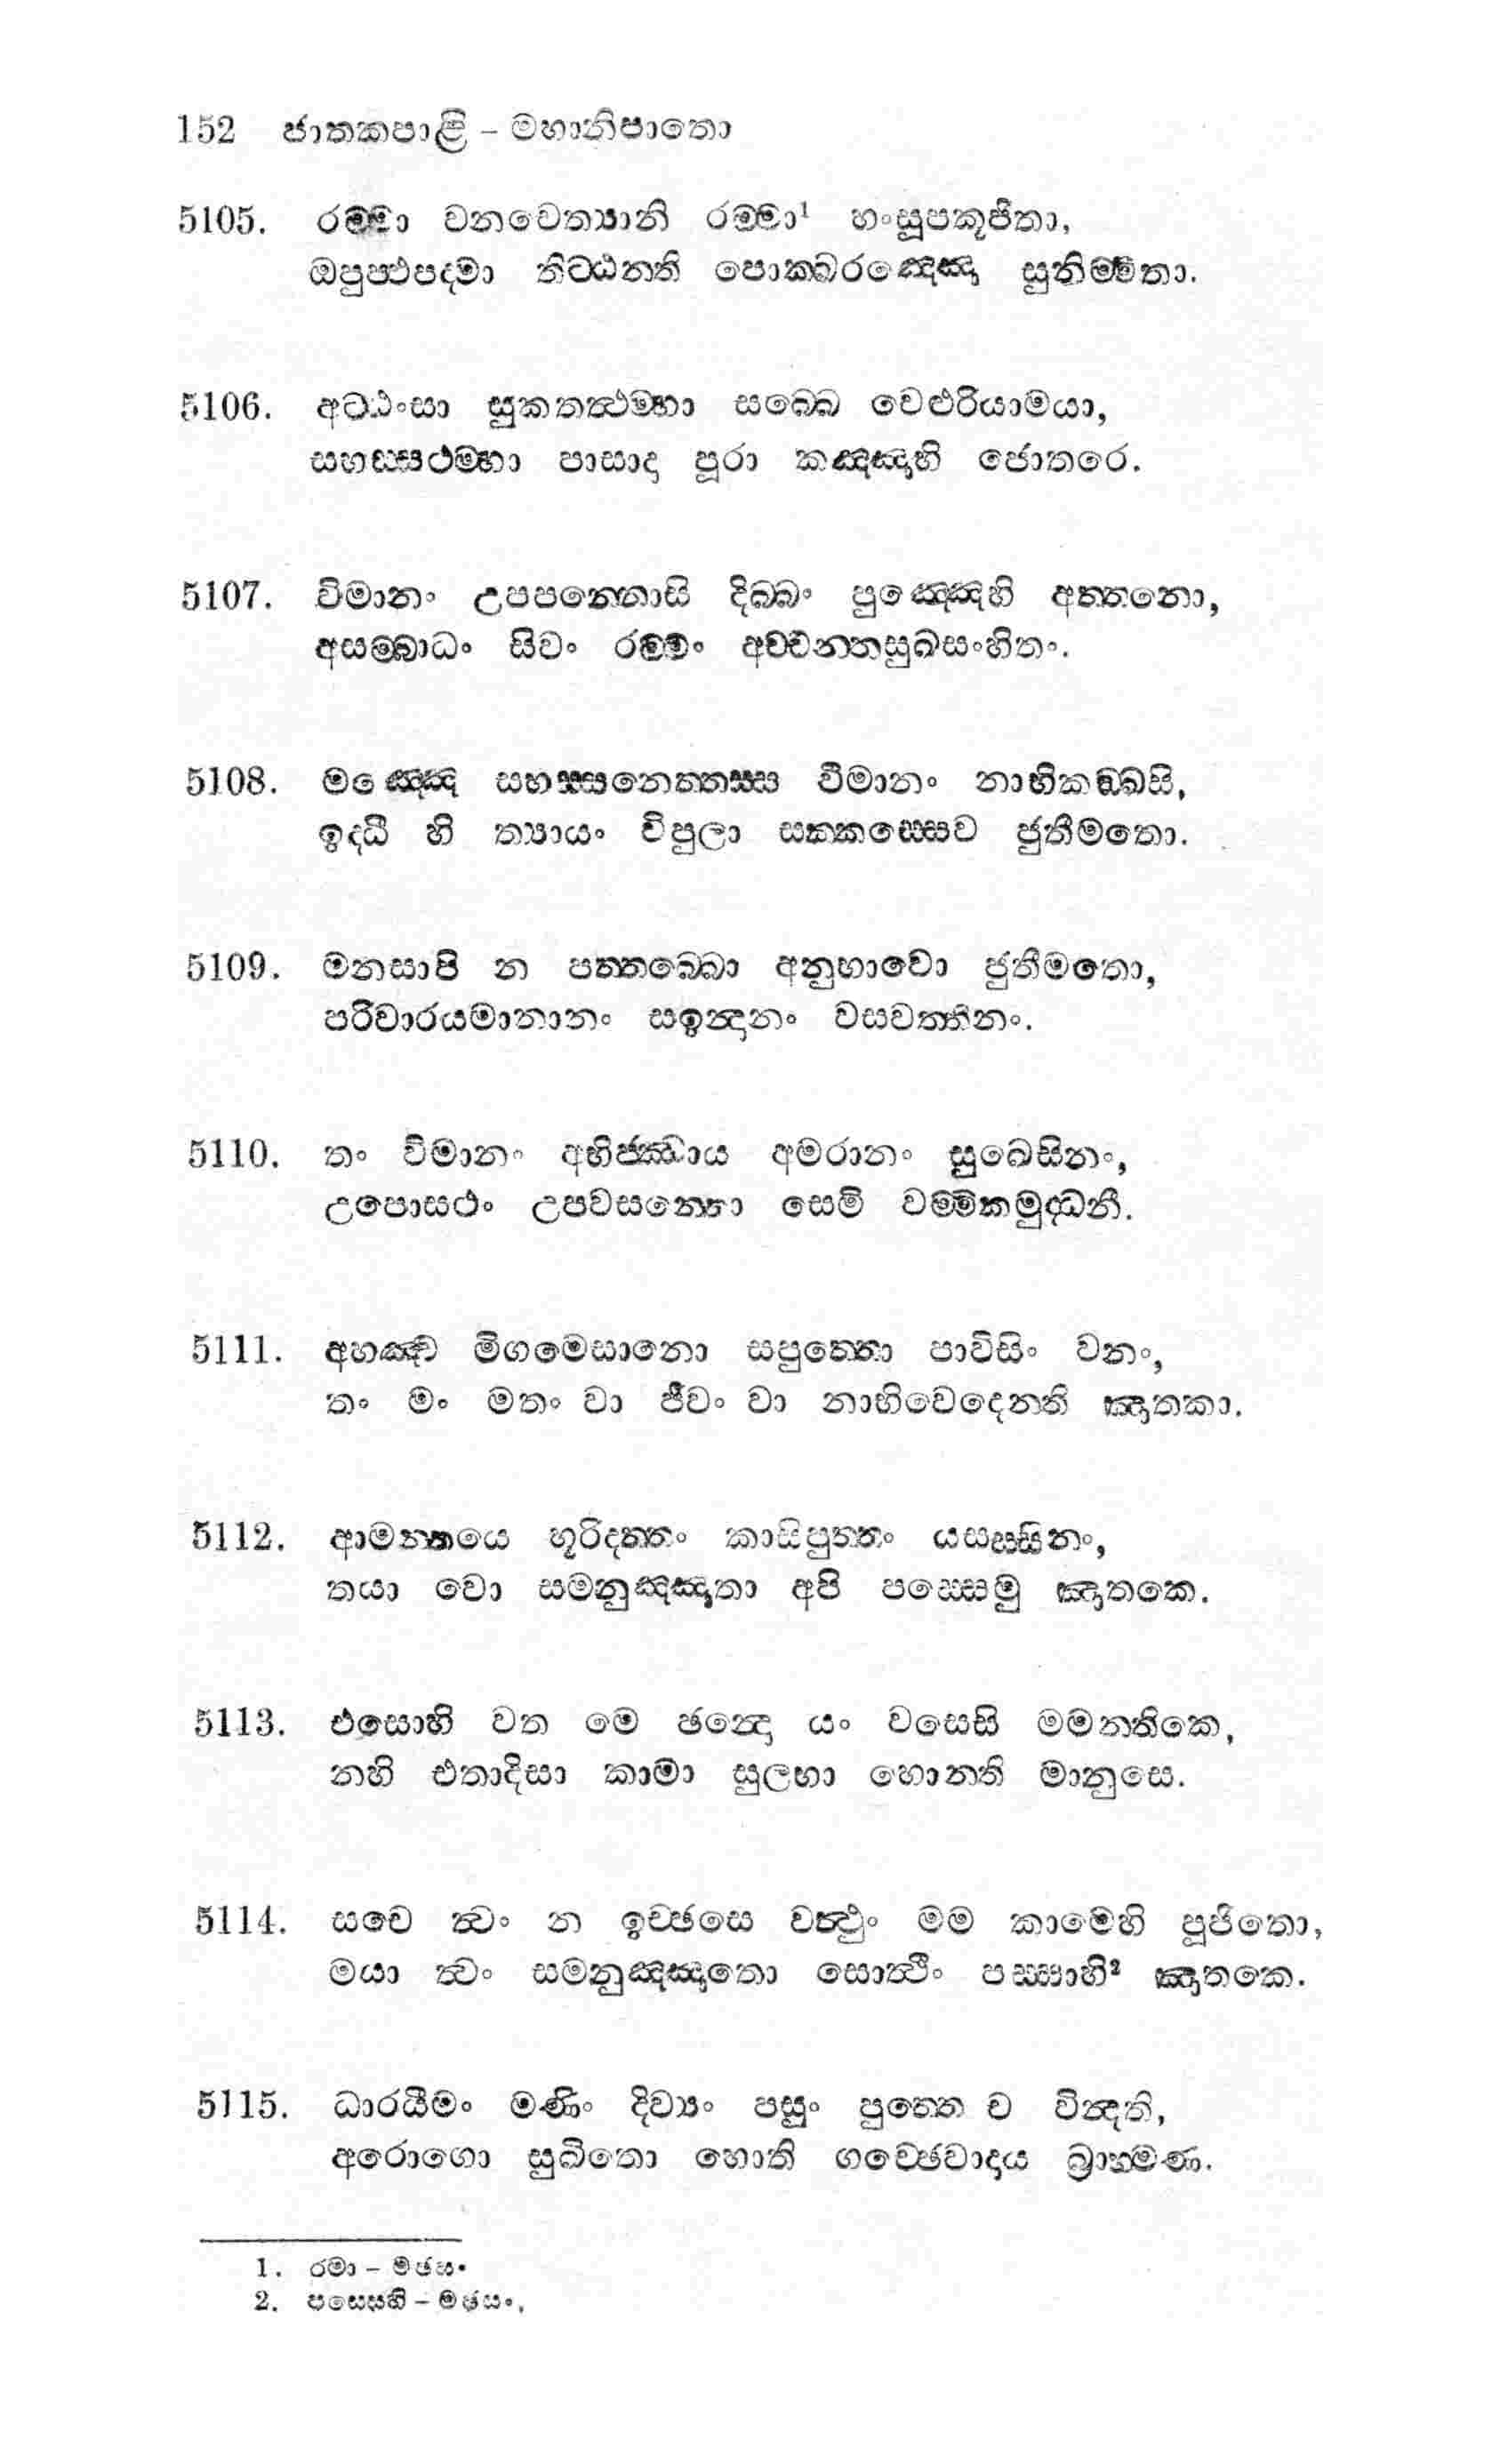 152 ජාතකපාළි - මහානිපාතො
5105. රම්මා වනචෙත්‍යානි රම්මා¹ හංසූපකූජිතා,
ඔපුප්ඵපද්මා තිට්ඨන්ති පොක්ඛරඤ්ඤො සුනිම්මිතා.
5106. අට්ඨංසා සුකතත්ථම්භා සබ්බෙ වෙළුරියාමයා,
සහස්සථම්භා පාසාදා පූරා කඤ්ඤාහි ජොතරෙ.
5107. විමානං උපපන්නොසි දිබ්බං පුඤ්ඤෙහි අත්තනො,
අසම්බාධං සිවං රම්මං අච්චන්තසුඛසංහිතං.
5108. මඤ්ඤෙ සහස්සනෙත්තස්ස විමානං නාභිකඞ්ඛසි,
ඉද්ධී හි ත්‍යායං විපුලා සක්කස්සෙව ජුතීමතො.
5109. මනසාපි න පත්තබ්බො අනුභාවො ජුතීමතො,
පරිචාරයමානානං සඉන්දානං වසවත්තිනං.
5110. තං විමානං අභිජ්ඣාය අමරානං සුඛෙසිනං,
උපොසථං උපවසන්තො සෙමි වම්මිකමුද්ධනි.
5111. අහඤ්ච මිගමෙසානො සපුත්තො පාවිසිං වනං,
තං මං මතං වා ජීවං වා නාභිවෙදෙන්ති ඤාතකා.
5112. ආමන්තයෙ භූරිදත්තං කාසිපුත්තං යසස්සිනං,
තයා වො සමනුඤ්ඤාතා අපි පස්සෙමු ඤාතකෙ.
5113. එසොහි වත මෙ ඡන්දො යං වසෙසි මමන්තිකෙ,
නහි එතාදිසා කාමා සුලභා හොන්ති මානුසෙ.
5114. සචෙ ත්වං න ඉච්ඡසෙ වත්ථුං මම කාමෙහි පූජිතො,
මයා ත්වං සමනුඤ්ඤාතො සොත්ථිං පස්සාහි² ඤාතකෙ.
5115. ධාරයිමං මණිං දිව්‍යං පසුං පුත්තෙ ච වින්දති,
අරොගො සුඛිතො හොති ගච්ඡෙවාදාය බ්‍රාහ්මණ.
1. රමා - මඡසං
2. පස්සෙසහි - මඡසං,